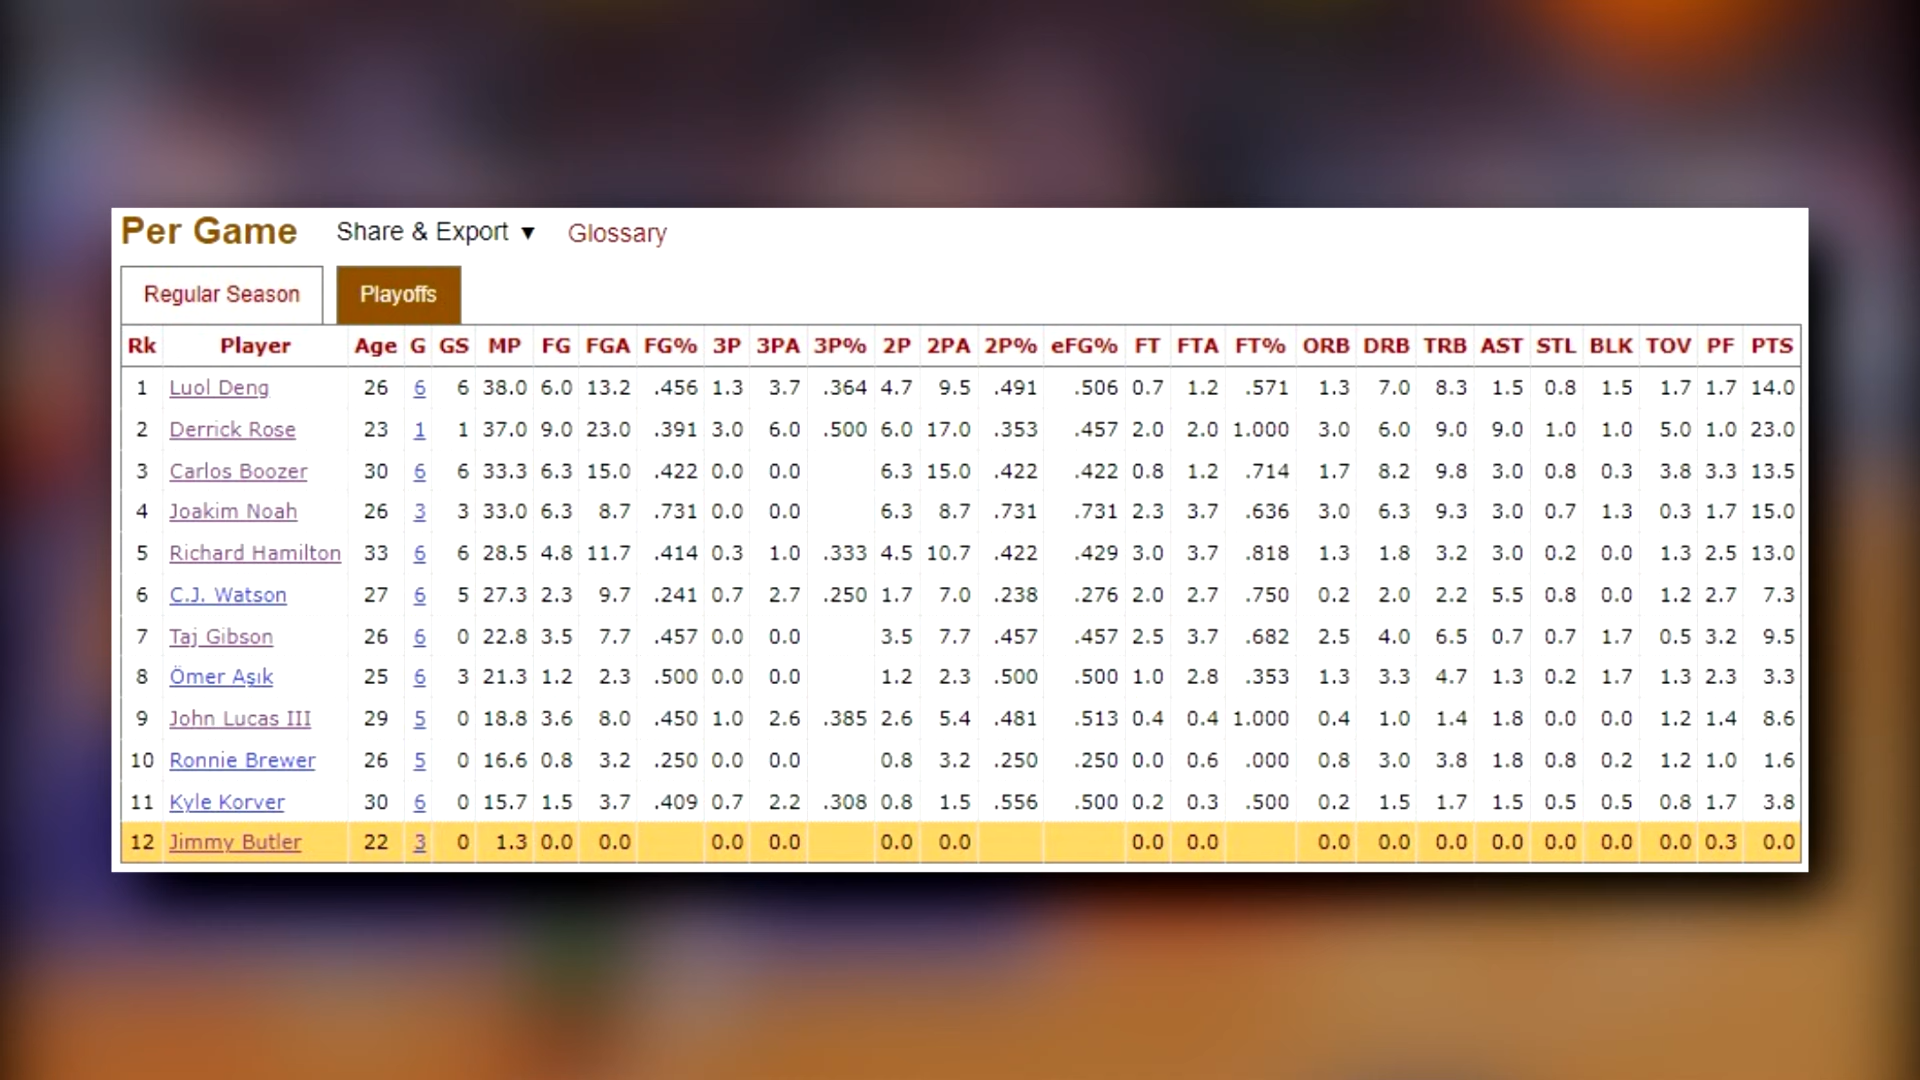 Per Game Share & Export ▼ Glossary
Regular Season Playoffs
Rk Player Age G GS MP FG FGA FG% 3P 3PA 3P% 2P 2PA 2P% eFG% FT FTA FT% ORB DRB TRB AST STL BLK TOV PF PTS
1 Luol Deng 26 6 6 38.0 6.0 13.2 .456 1.3 3.7 .364 4.7 9.5 .491 .506 0.7 1.2 .571 1.3 7.0 8.3 1.5 0.8 1.5 1.7 1.7 14.0
2 Derrick Rose 23 1 1 37.0 9.0 23.0 .391 3.0 6.0 .500 6.0 17.0 .353 .457 2.0 2.0 1.000 3.0 6.0 9.0 9.0 1.0 1.0 5.0 1.0 23.0
3 Carlos Boozer 30 6 6 33.3 6.3 15.0 .422 0.0 0.0 6.3 15.0 .422 .422 0.8 1.2 .714 1.7 8.2 9.8 3.0 0.8 0.3 3.8 3.3 13.5
4 Joakim Noah 26 3 3 33.0 6.3 8.7 .731 0.0 0.0 6.3 8.7 .731 .731 2.3 3.7 .636 3.0 6.3 9.3 3.0 0.7 1.3 0.3 1.7 15.0
5 Richard Hamilton 33 6 6 28.5 4.8 11.7 .414 0.3 1.0 .333 4.5 10.7 .422 .429 3.0 3.7 .818 1.3 1.8 3.2 3.0 0.2 0.0 1.3 2.5 13.0
6 C.J. Watson 27 6 5 27.3 2.3 9.7 .241 0.7 2.7 .250 1.7 7.0 .238 .276 2.0 2.7 .750 0.2 2.0 2.2 5.5 0.8 0.0 1.2 2.7 7.3
7 Taj Gibson 26 6 0 22.8 3.5 7.7 .457 0.0 0.0 3.5 7.7 .457 .457 2.5 3.7 .682 2.5 4.0 6.5 0.7 0.7 1.7 0.5 3.2 9.5
8 Ömer Aşık 25 6 3 21.3 1.2 2.3 .500 0.0 0.0 1.2 2.3 .500 .500 1.0 2.8 .353 1.3 3.3 4.7 1.3 0.2 1.7 1.3 2.3 3.3
9 John Lucas III 29 5 0 18.8 3.6 8.0 .450 1.0 2.6 .385 2.6 5.4 .481 .513 0.4 0.4 1.000 0.4 1.0 1.4 1.8 0.0 0.0 1.2 1.4 8.6
10 Ronnie Brewer 26 5 0 16.6 0.8 3.2 .250 0.0 0.0 0.8 3.2 .250 .250 0.0 0.6 .000 0.8 3.0 3.8 1.8 0.8 0.2 1.2 1.0 1.6
11 Kyle Korver 30 6 0 15.7 1.5 3.7 .409 0.7 2.2 .308 0.8 1.5 .556 .500 0.2 0.3 .500 0.2 1.5 1.7 1.5 0.5 0.5 0.8 1.7 3.8
12 Jimmy Butler 22 3 0 1.3 0.0 0.0 0.0 0.0 0.0 0.0 0.0 0.0 0.0 0.0 0.0 0.0 0.0 0.0 0.0 0.3 0.0